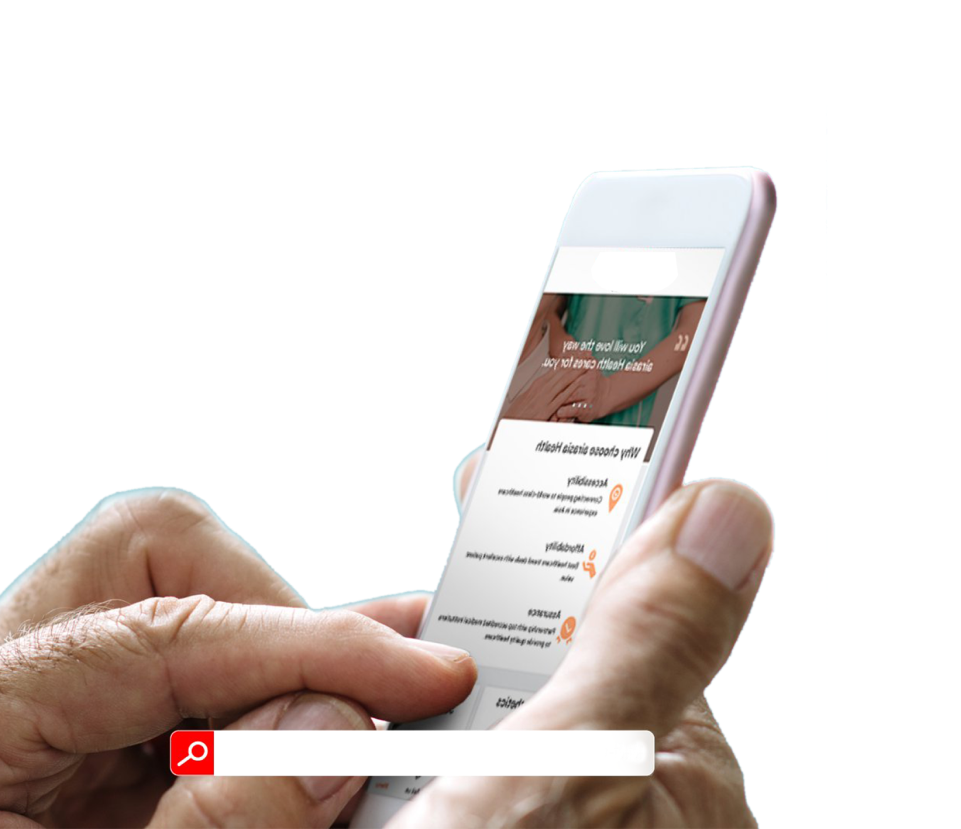 “
You will love the way
airasia Health cares for you.
Why choose airasia Health
Accessibility
Connecting people to world-class healthcare
experience in Asia
Affordability
Best healthcare travel deals with excellent patient
value
Assurance
Partnership with top accredited medical institutions
to provide quality healthcare